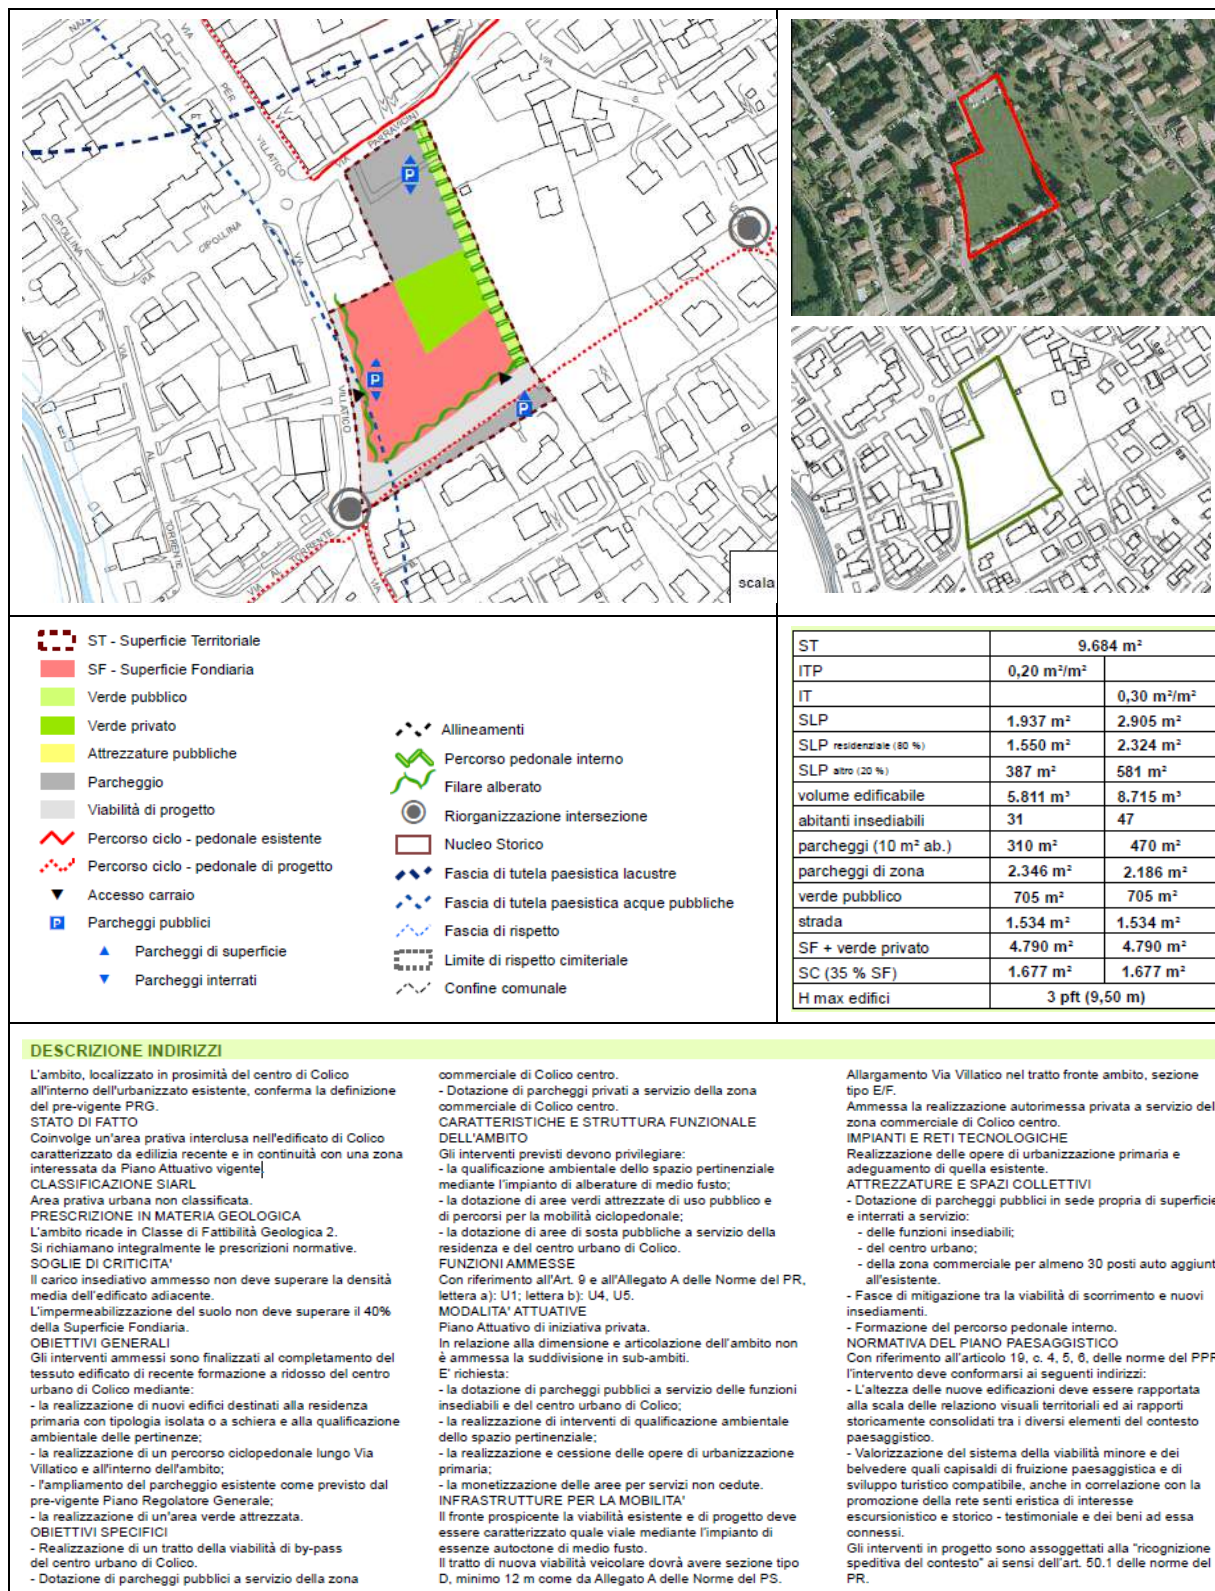 NAZ
VIA
PER
VILLATICO
PT
VIA
PARRAVICINI
VIA
CIPOLLINA
VIA
CIPOLLINA
VIA
VIA
VILLATICO
VIA
AL
TORRENTE
VIA AL TORRENTE
VIA
P
P
P
scala
ST - Superficie Territoriale
SF - Superficie Fondiaria
Verde pubblico
Verde privato
Attrezzature pubbliche
Parcheggio
Viabilità di progetto
Percorso ciclo - pedonale esistente
Percorso ciclo - pedonale di progetto
Accesso carraio
P Parcheggi pubblici
Parcheggi di superficie
Parcheggi interrati
Allineamenti
Percorso pedonale interno
Filare alberato
Riorganizzazione intersezione
Nucleo Storico
Fascia di tutela paesistica lacustre
Fascia di tutela paesistica acque pubbliche
Fascia di rispetto
Limite di rispetto cimiteriale
Confine comunale
ST 9.684 m²
ITP 0,20 m²/m²
IT 0,30 m²/m²
SLP 1.937 m² 2.905 m²
SLP residenziale (80 %) 1.550 m² 2.324 m²
SLP altro (20 %) 387 m² 581 m²
volume edificabile 5.811 m³ 8.715 m³
abitanti insediabili 31 47
parcheggi (10 m² ab.) 310 m² 470 m²
parcheggi di zona 2.346 m² 2.186 m²
verde pubblico 705 m² 705 m²
strada 1.534 m² 1.534 m²
SF + verde privato 4.790 m² 4.790 m²
SC (35 % SF) 1.677 m² 1.677 m²
H max edifici 3 pft (9,50 m)
DESCRIZIONE INDIRIZZI
L'ambito, localizzato in prosimità del centro di Colico
all'interno dell'urbanizzato esistente, conferma la definizione
del pre-vigente PRG.
STATO DI FATTO
Coinvolge un'area prativa interclusa nell'edificato di Colico
caratterizzato da edilizia recente e in continuità con una zona
interessata da Piano Attuativo vigente.
CLASSIFICAZIONE SIARL
Area prativa urbana non classificata.
PRESCRIZIONE IN MATERIA GEOLOGICA
L'ambito ricade in Classe di Fattibilità Geologica 2.
Si richiamano integralmente le prescrizioni normative.
SOGLIE DI CRITICITA'
Il carico insediativo ammesso non deve superare la densità
media dell'edificato adiacente.
L'impermeabilizzazione del suolo non deve superare il 40%
della Superficie Fondiaria.
OBIETTIVI GENERALI
Gli interventi ammessi sono finalizzati al completamento del
tessuto edificato di recente formazione a ridosso del centro
urbano di Colico mediante:
- la realizzazione di nuovi edifici destinati alla residenza
primaria con tipologia isolata o a schiera e alla qualificazione
ambientale delle pertinenze;
- la realizzazione di un percorso ciclopedonale lungo Via
Villatico e all'interno dell'ambito;
- l'ampliamento del parcheggio esistente come previsto dal
pre-vigente Piano Regolatore Generale;
- la realizzazione di un'area verde attrezzata.
OBIETTIVI SPECIFICI
- Realizzazione di un tratto della viabilità di by-pass
del centro urbano di Colico.
- Dotazione di parcheggi pubblici a servizio della zona
commerciale di Colico centro.
- Dotazione di parcheggi privati a servizio della zona
commerciale di Colico centro.
CARATTERISTICHE E STRUTTURA FUNZIONALE
DELL'AMBITO
Gli interventi previsti devono privilegiare:
- la qualificazione ambientale dello spazio pertinenziale
mediante l'impianto di alberature di medio fusto;
- la dotazione di aree verdi attrezzate di uso pubblico e
di percorsi per la mobilità ciclopedonale;
- la dotazione di aree di sosta pubbliche a servizio della
residenza e del centro urbano di Colico.
FUNZIONI AMMESSE
Con riferimento all'Art. 9 e all'Allegato A delle Norme del PR,
lettera a): U1; lettera b): U4, U5.
MODALITA' ATTUATIVE
Piano Attuativo di iniziativa privata.
In relazione alla dimensione e articolazione dell'ambito non
è ammessa la suddivisione in sub-ambiti.
E' richiesta:
- la dotazione di parcheggi pubblici a servizio delle funzioni
insediabili e del centro urbano di Colico;
- la realizzazione di interventi di qualificazione ambientale
dello spazio pertinenziale;
- la realizzazione e cessione delle opere di urbanizzazione
primaria;
- la monetizzazione delle aree per servizi non cedute.
INFRASTRUTTURE PER LA MOBILITA'
Il fronte prospicente la viabilità esistente e di progetto deve
essere caratterizzato quale viale mediante l'impianto di
essenze autoctone di medio fusto.
Il tratto di nuova viabilità veicolare dovrà avere sezione tipo
D, minimo 12 m come da Allegato A delle Norme del PS.
Allargamento Via Villatico nel tratto fronte ambito, sezione
tipo E/F.
Ammessa la realizzazione autorimessa privata a servizio del
zona commerciale di Colico centro.
IMPIANTI E RETI TECNOLOGICHE
Realizzazione delle opere di urbanizzazione primaria e
adeguamento di quella esistente.
ATTREZZATURE E SPAZI COLLETTIVI
- Dotazione di parcheggi pubblici in sede propria di superficie
e interrati a servizio:
- delle funzioni insediabili;
- del centro urbano;
- della zona commerciale per almeno 30 posti auto aggiunt
all'esistente.
- Fasce di mitigazione tra la viabilità di scorrimento e nuovi
insediamenti.
- Formazione del percorso pedonale interno.
NORMATIVA DEL PIANO PAESAGGISTICO
Con riferimento all'articolo 19, c. 4, 5, 6, delle norme del PPR
l'intervento deve conformarsi ai seguenti indirizzi:
- L'altezza delle nuove edificazioni deve essere rapportata
alla scala delle relaziono visuali territoriali ed ai rapporti
storicamente consolidati tra i diversi elementi del contesto
paesaggistico.
- Valorizzazione del sistema della viabilità minore e dei
belvedere quali capisaldi di fruizione paesaggistica e di
sviluppo turistico compatibile, anche in correlazione con la
promozione della rete senti eristica di interesse
escursionistico e storico - testimoniale e dei beni ad essa
connessi.
Gli interventi in progetto sono assoggettati alla "ricognizione
speditiva del contesto" ai sensi dell'art. 50.1 delle norme del
PR.